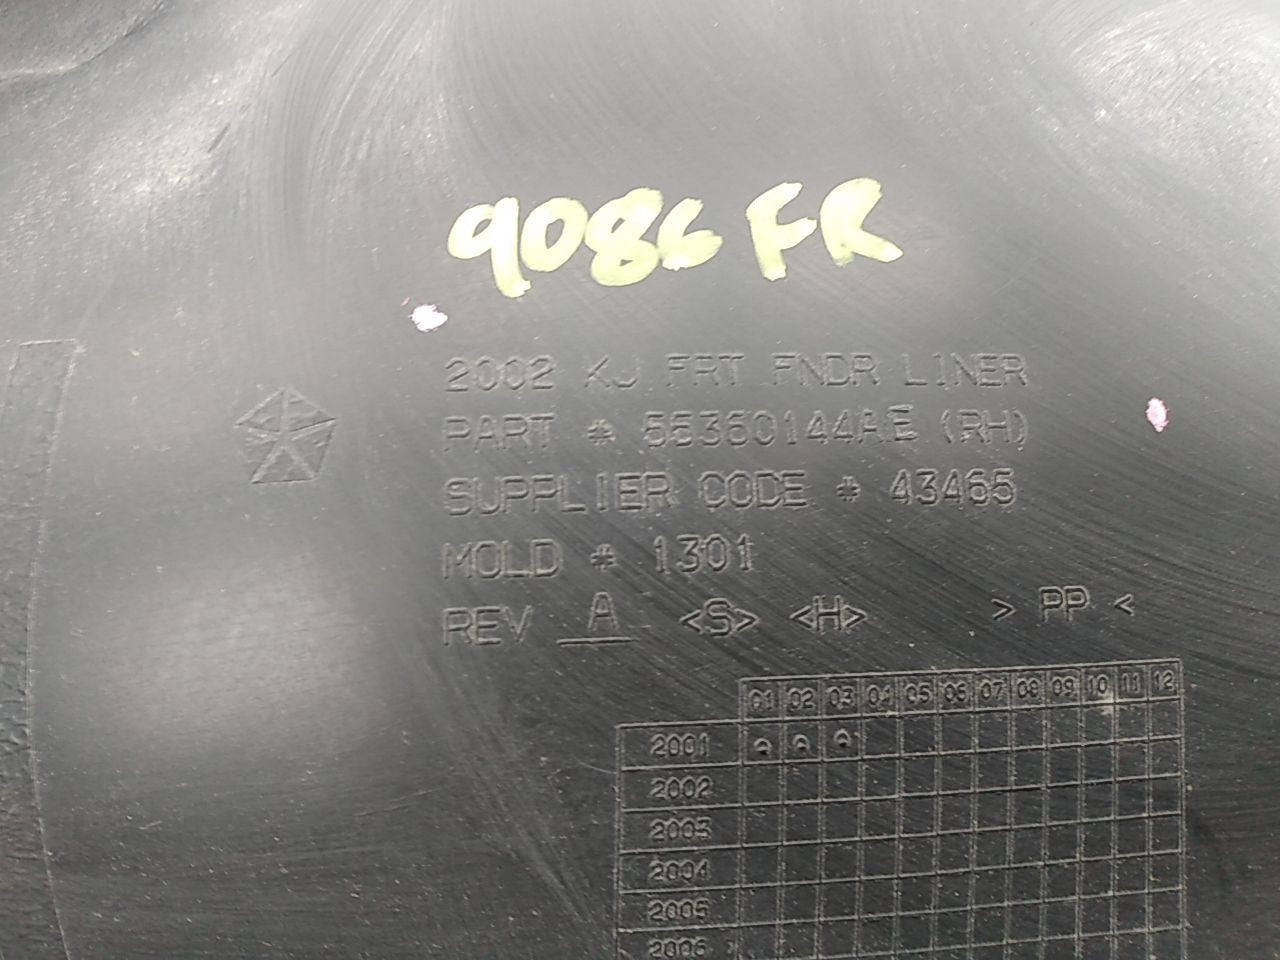 9086 FR
2002 KJ FRT FNDR LINER
PART # 55360144AE (RH)
SUPPLIER CODE # 43465
MOLD # 1301
REV A <S> <H> > PP <
01 02 03 04 05 06 07 08 09 10 11 12
2001
2002
2003
2004
2005
2006